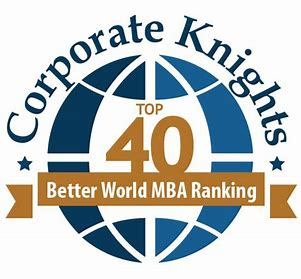 Corporate Knights
TOP
40
Better World MBA Ranking